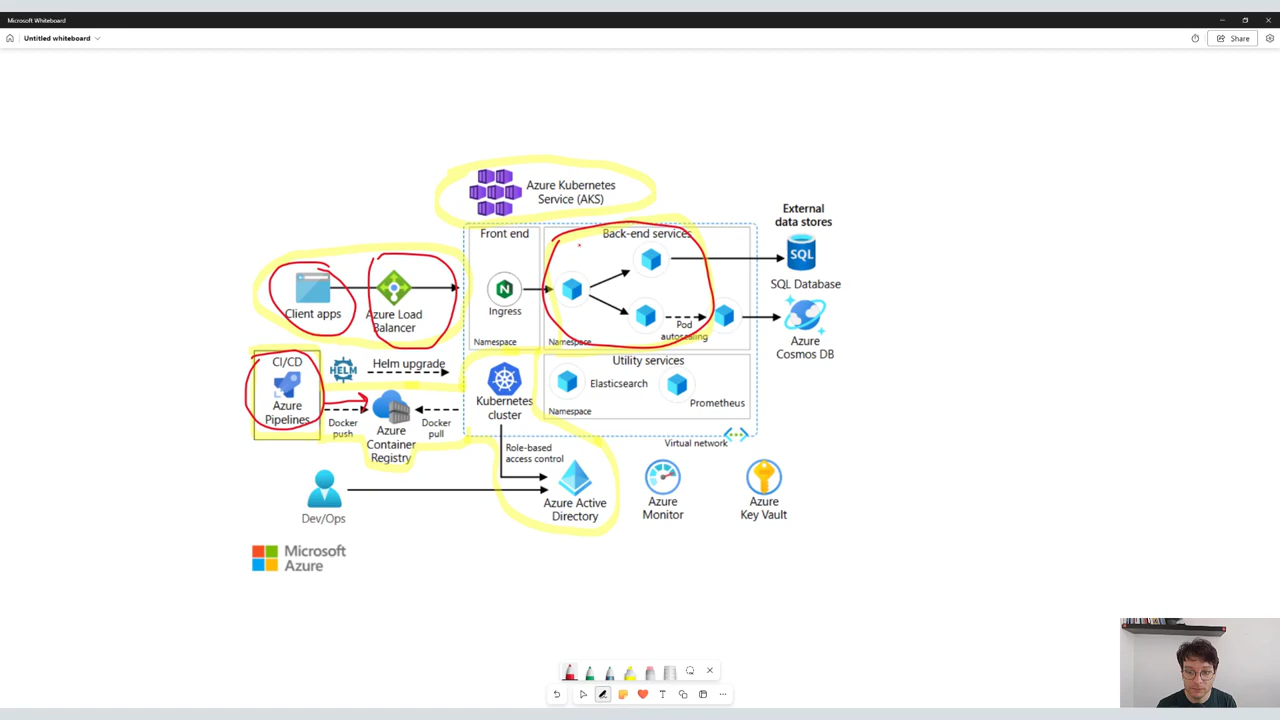 Microsoft Whiteboard
Untitled whiteboard
Share
Azure Kubernetes
Service (AKS)
External
data stores
Front end
Back-end services
SQL
SQL Database
Client apps
Azure Load
Balancer
N
Ingress
Pod
autoscaling
Azure
Cosmos DB
Namespace
Namespace
CI/CD
Azure
Pipelines
HELM
Helm upgrade
Utility services
Kubernetes
cluster
Elasticsearch
Prometheus
Namespace
Docker
push
Azure
Container
Registry
Docker
pull
Virtual network
Role-based
access control
Dev/Ops
Azure Active
Directory
Azure
Monitor
Azure
Key Vault
Microsoft
Azure